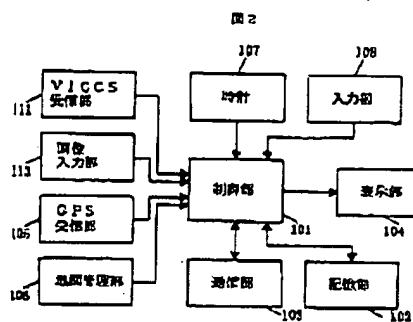 図2
107
108
VICCS
受信部
時計
入力部
111
画像
入力部
113
制御部
表示部
GPS
受信部
101
104
105
地図管理部
通信部
記憶部
106
103
102